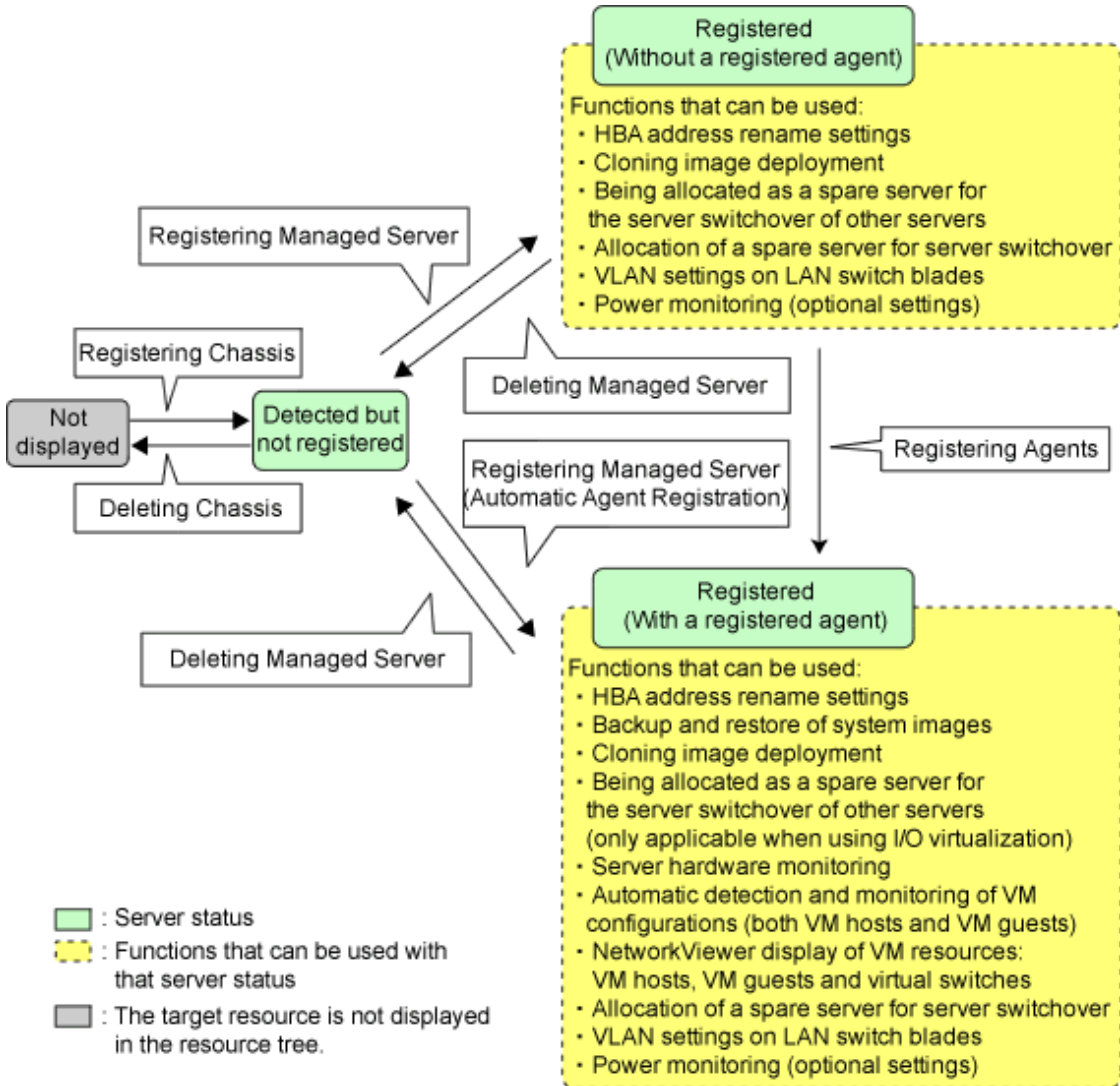 Registered
(Without a registered agent)
Functions that can be used:
・HBA address rename settings
・Cloning image deployment
・Being allocated as a spare server for
the server switchover of other servers
・Allocation of a spare server for server switchover
・VLAN settings on LAN switch blades
・Power monitoring (optional settings)
Registering Managed Server
Registering Chassis
Deleting Managed Server
Not
displayed
Detected but
not registered
Registering Agents
Registering Managed Server
(Automatic Agent Registration)
Deleting Chassis
Deleting Managed Server
Registered
(With a registered agent)
Functions that can be used:
・HBA address rename settings
・Backup and restore of system images
・Cloning image deployment
・Being allocated as a spare server for
the server switchover of other servers
(only applicable when using I/O virtualization)
・Server hardware monitoring
・Automatic detection and monitoring of VM
configurations (both VM hosts and VM guests)
・NetworkViewer display of VM resources:
VM hosts, VM guests and virtual switches
・Allocation of a spare server for server switchover
・VLAN settings on LAN switch blades
・Power monitoring (optional settings)
: Server status
: Functions that can be used with
that server status
: The target resource is not displayed
in the resource tree.